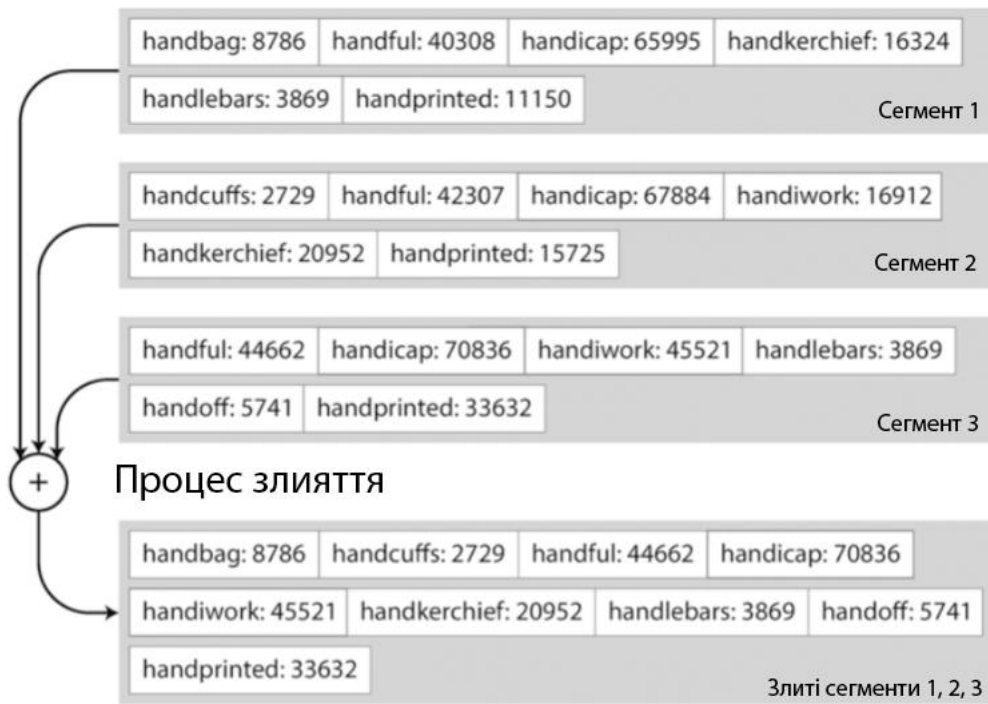 handbag: 8786 handful: 40308 handicap: 65995 handkerchief: 16324
handlebars: 3869 handprinted: 11150
Сегмент 1
handcuffs: 2729 handful: 42307 handicap: 67884 handiwork: 16912
handkerchief: 20952 handprinted: 15725
Сегмент 2
handful: 44662 handicap: 70836 handiwork: 45521 handlebars: 3869
handoff: 5741 handprinted: 33632
Сегмент 3
+ Процес злияття
handbag: 8786 handcuffs: 2729 handful: 44662 handicap: 70836
handiwork: 45521 handkerchief: 20952 handlebars: 3869 handoff: 5741
handprinted: 33632
Злиті сегменти 1, 2, 3